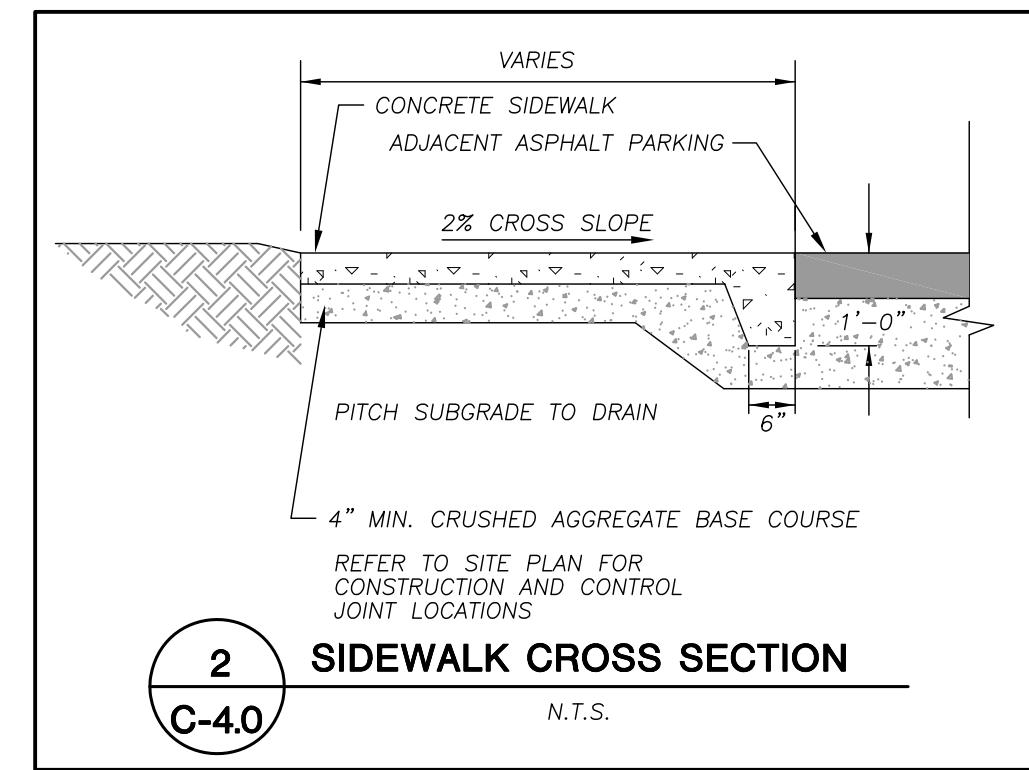 VARIES
CONCRETE SIDEWALK
ADJACENT ASPHALT PARKING
2% CROSS SLOPE
1'-0"
6"
PITCH SUBGRADE TO DRAIN
4" MIN. CRUSHED AGGREGATE BASE COURSE
REFER TO SITE PLAN FOR
CONSTRUCTION AND CONTROL
JOINT LOCATIONS
2
C-4.0
SIDEWALK CROSS SECTION
N.T.S.